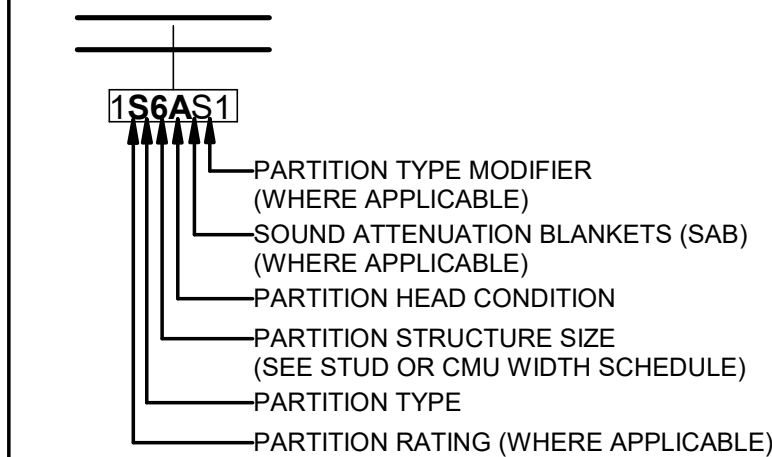 1S6AS1
PARTITION TYPE MODIFIER
(WHERE APPLICABLE)
SOUND ATTENUATION BLANKETS (SAB)
(WHERE APPLICABLE)
PARTITION HEAD CONDITION
PARTITION STRUCTURE SIZE
(SEE STUD OR CMU WIDTH SCHEDULE)
PARTITION TYPE
PARTITION RATING (WHERE APPLICABLE)